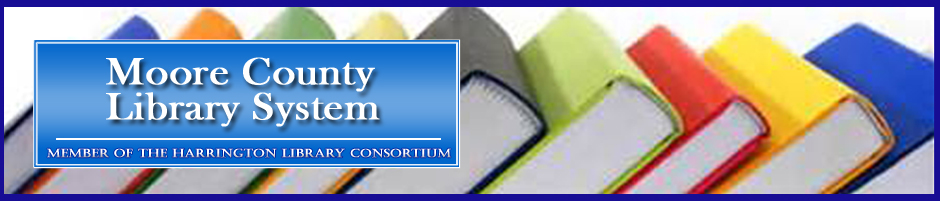 Moore County
Library System
MEMBER OF THE HARRINGTON LIBRARY CONSORTIUM